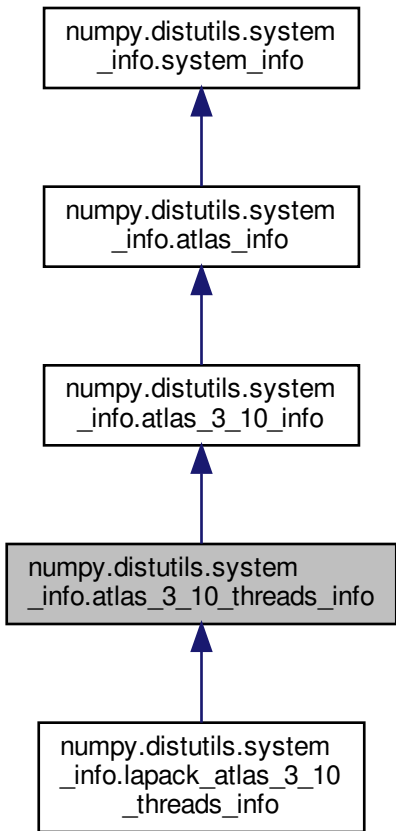 numpy.distutils.system
_info.system_info
numpy.distutils.system
_info.atlas_info
numpy.distutils.system
_info.atlas_3_10_info
numpy.distutils.system
_info.atlas_3_10_threads_info
numpy.distutils.system
_info.lapack_atlas_3_10
_threads_info